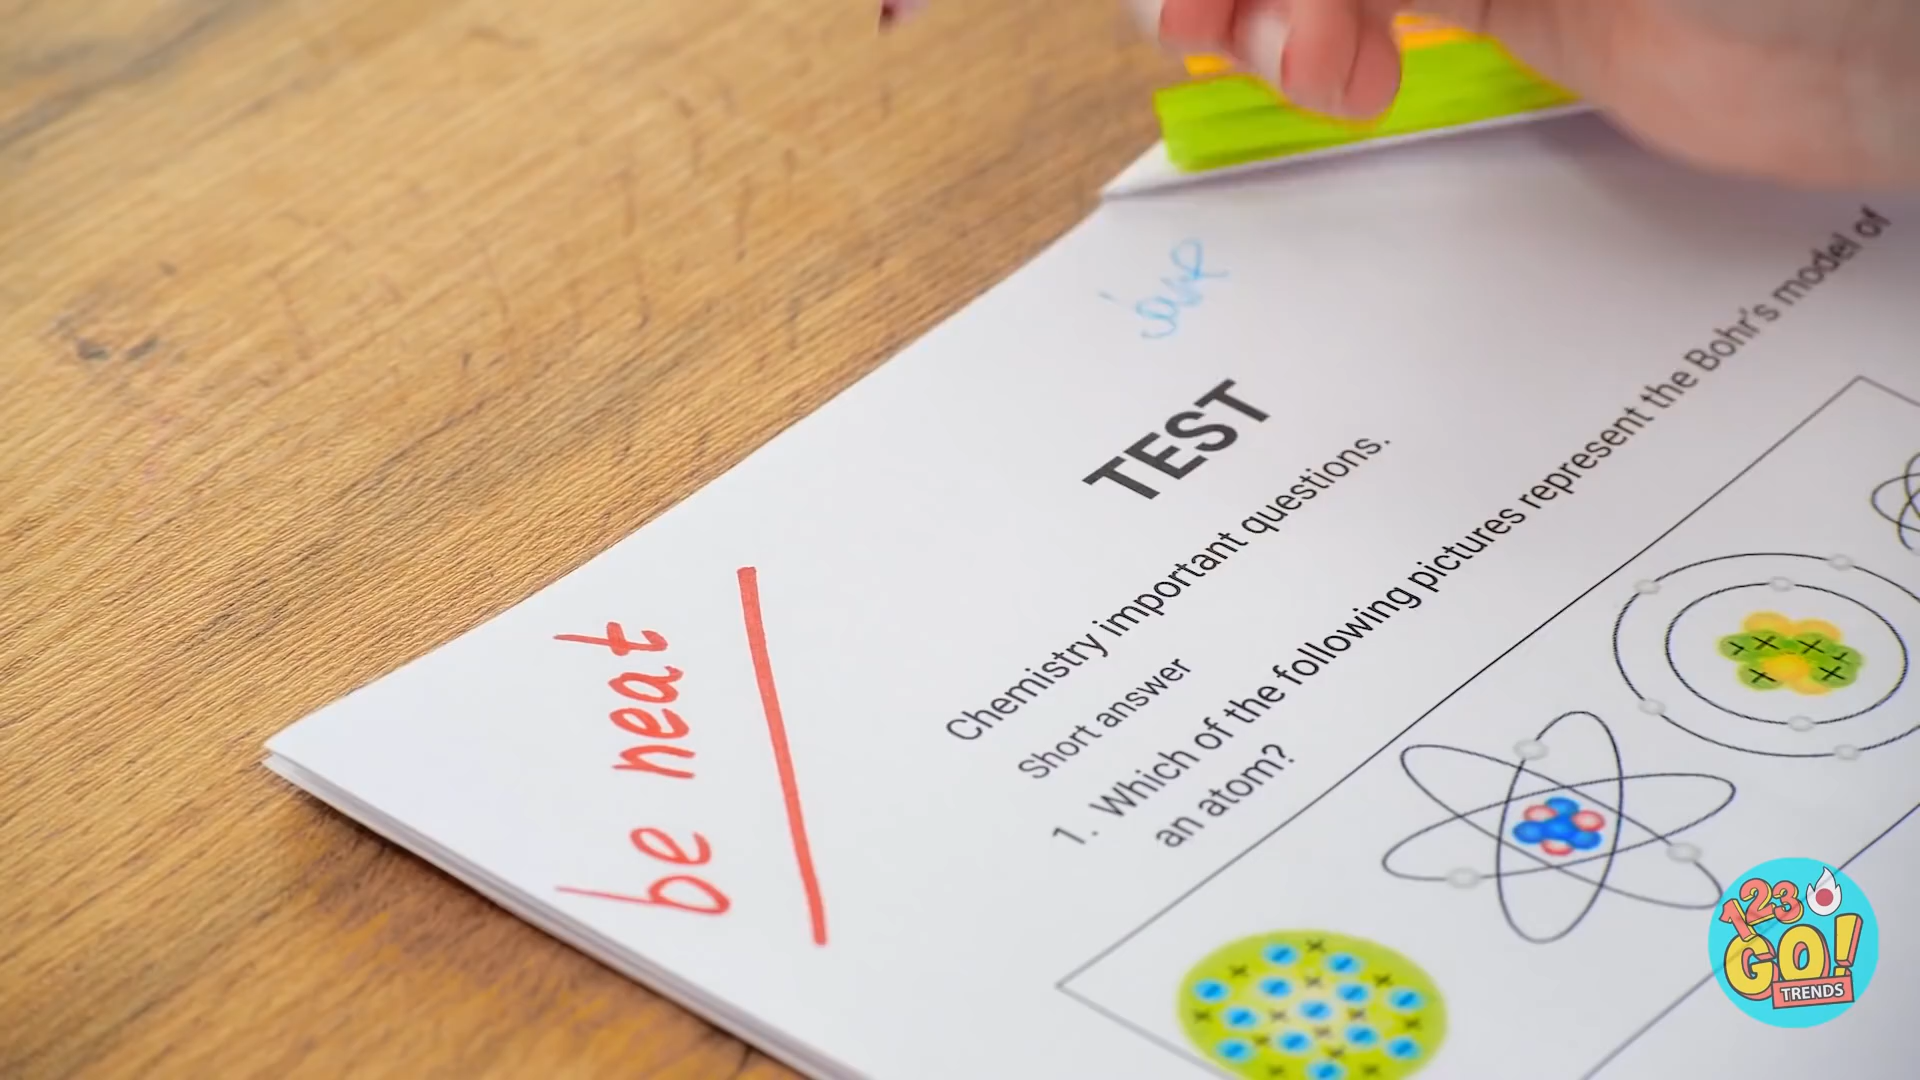 TEST
Chemistry important questions.
Short answer
1. Which of the following pictures represent the Bohr's model of
an atom?
be neat
123
GO!
TRENDS